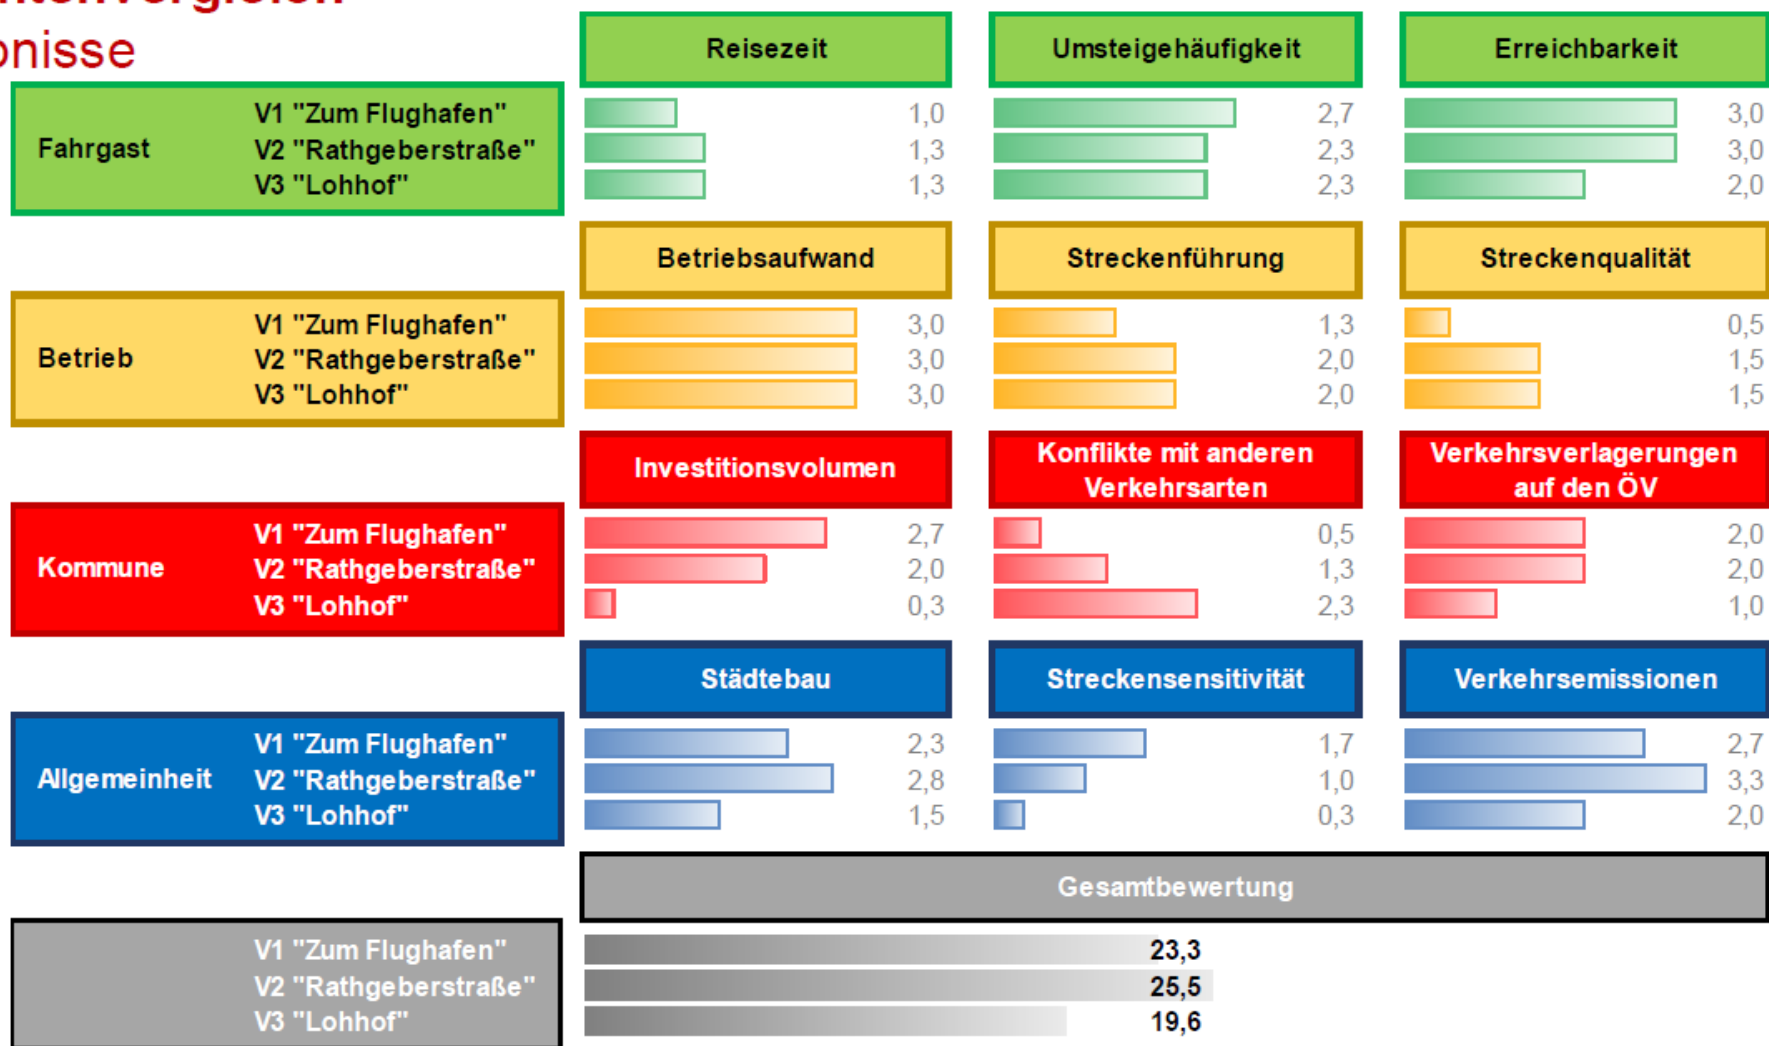 bnisse
Reisezeit
Umsteigehäufigkeit
Erreichbarkeit
Fahrgast
V1 "Zum Flughafen"
V2 "Rathgeberstraße"
V3 "Lohhof"
1,0
1,3
1,3
2,7
2,3
2,3
3,0
3,0
2,0
Betriebsaufwand
Streckenführung
Streckenqualität
Betrieb
V1 "Zum Flughafen"
V2 "Rathgeberstraße"
V3 "Lohhof"
3,0
3,0
3,0
1,3
2,0
2,0
0,5
1,5
1,5
Investitionsvolumen
Konflikte mit anderen
Verkehrsarten
Verkehrsverlagerungen
auf den ÖV
Kommune
V1 "Zum Flughafen"
V2 "Rathgeberstraße"
V3 "Lohhof"
2,7
2,0
0,3
0,5
1,3
2,3
2,0
2,0
1,0
Städtebau
Streckensensitivität
Verkehrsemissionen
Allgemeinheit
V1 "Zum Flughafen"
V2 "Rathgeberstraße"
V3 "Lohhof"
2,3
2,8
1,5
1,7
1,0
0,3
2,7
3,3
2,0
Gesamtbewertung
V1 "Zum Flughafen"
V2 "Rathgeberstraße"
V3 "Lohhof"
23,3
25,5
19,6